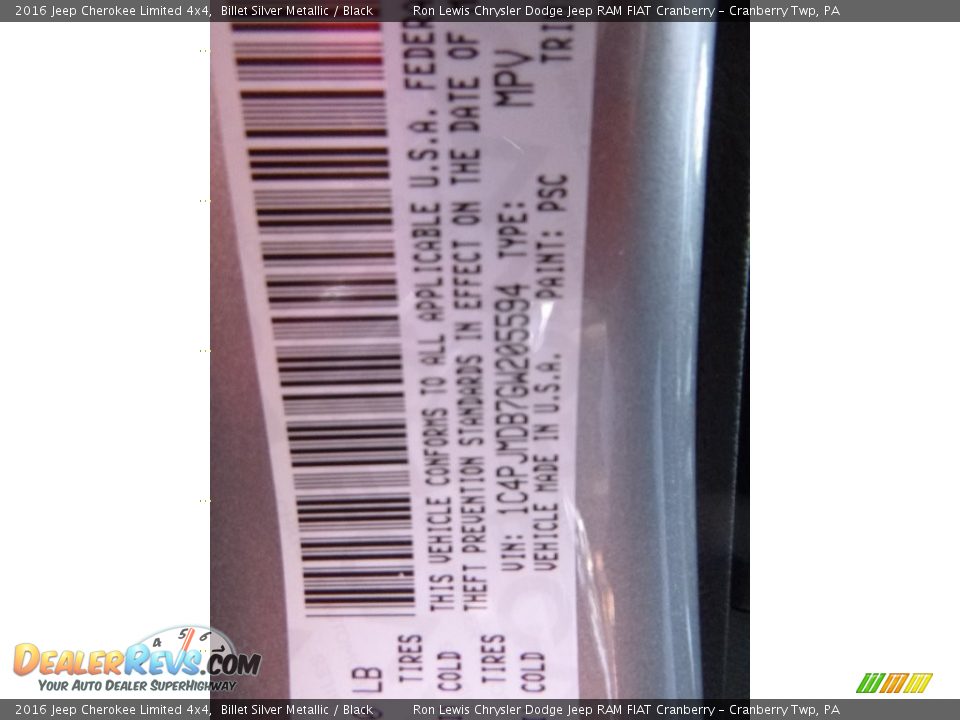 2016 Jeep Cherokee Limited 4x4, Billet Silver Metallic / Black Ron Lewis Chrysler Dodge Jeep RAM FIAT Cranberry – Cranberry Twp, PA
LB
TIRES
COLD
TIRES
COLD
THIS VEHICLE CONFORMS TO ALL APPLICABLE U.S.A. FEDER
THEFT PREVENTION STANDARDS IN EFFECT ON THE DATE OF
VIN: 1C4PJMDB7GW205594 TYPE: MPV
VEHICLE MADE IN U.S.A. PAINT: PSC TRI
4 5 6
DEALERREVS.COM
YOUR AUTO DEALER SUPERHIGHWAY
2016 Jeep Cherokee Limited 4x4, Billet Silver Metallic / Black Ron Lewis Chrysler Dodge Jeep RAM FIAT Cranberry – Cranberry Twp, PA